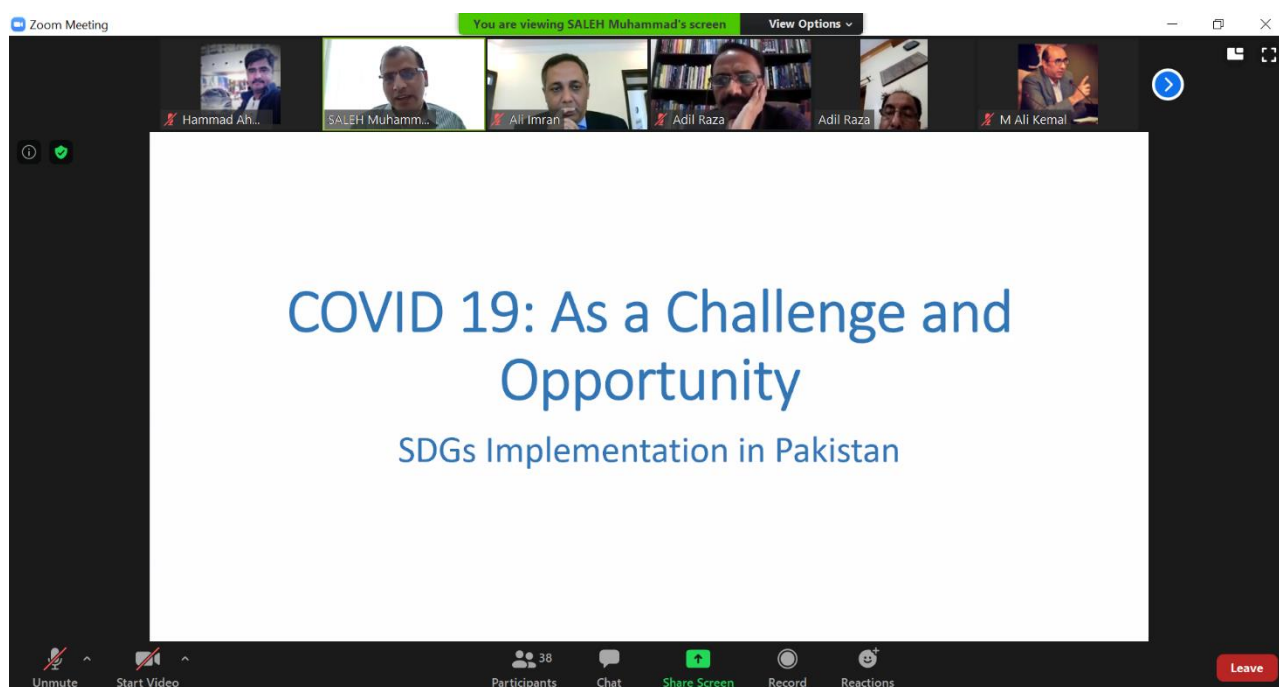 Zoom Meeting
You are viewing SALEH Muhammad's screen
View Options
Hammad Ah...
SALEH Muhamm...
Ali Imran
Adil Raza
Adil Raza
M Ali Kemal
COVID 19: As a Challenge and
Opportunity
SDGs Implementation in Pakistan
Unmute
Start Video
38
Participants
Chat
Share Screen
Record
Reactions
Leave